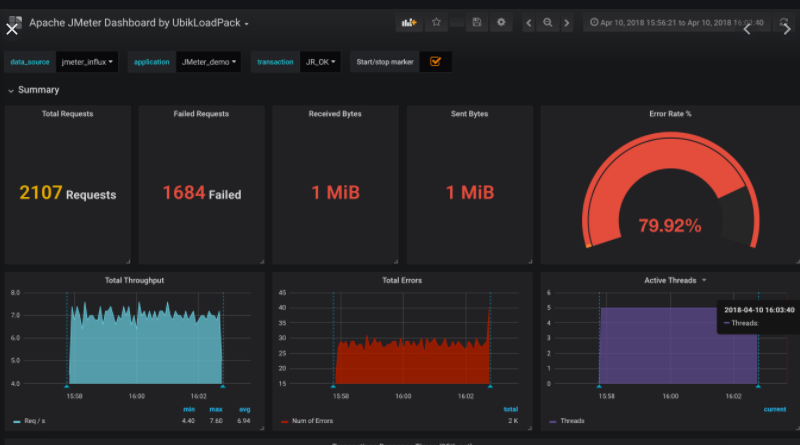 Apache JMeter Dashboard by UbikLoadPack
Apr 10, 2018 15:56:21 to Apr 10, 2018 16:02:40
data_source jmeter_influx application JMeter_demo transaction JR_OK Start/stop marker
Summary
Total Requests Failed Requests Received Bytes Sent Bytes Error Rate %
2107 Requests 1684 Failed 1 MiB 1 MiB 79.92%
Total Throughput Total Errors Active Threads
8.0 7.0 6.0 5.0 4.0
15:58 16:00 16:02
min max avg
Req / s 4.40 7.60 6.94
45 40 35 30 25 20 15
15:58 16:00 16:02
total
Num of Errors 2 K
6 5 4 3 2 1 0
2018-04-10 16:03:40
Threads:
15:58 16:00 16:02
current
Threads